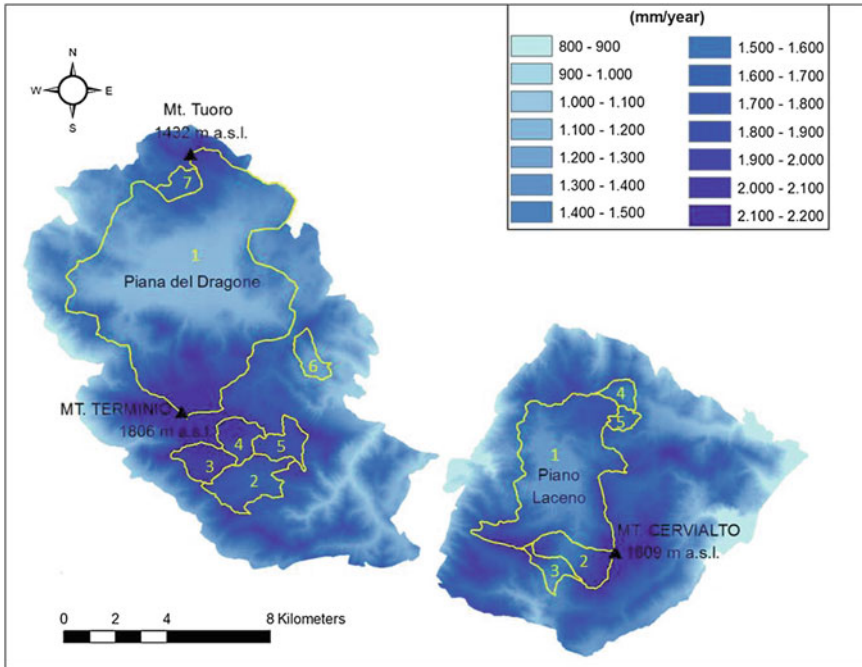 (mm/year)
800 - 900
900 - 1.000
1.000 - 1.100
1.100 - 1.200
1.200 - 1.300
1.300 - 1.400
1.400 - 1.500
1.500 - 1.600
1.600 - 1.700
1.700 - 1.800
1.800 - 1.900
1.900 - 2.000
2.000 - 2.100
2.100 - 2.200
N
W E
S
Mt. Tuoro
1432 m a.s.l.
7
1
Piana del Dragone
6
MT. TERMINIO
1806 m a.s.l.
4
5
3
2
4
5
1
Piano
Laceno
MT. CERVIALTO
1809 m a.s.l.
2
3
0 2 4 8 Kilometers